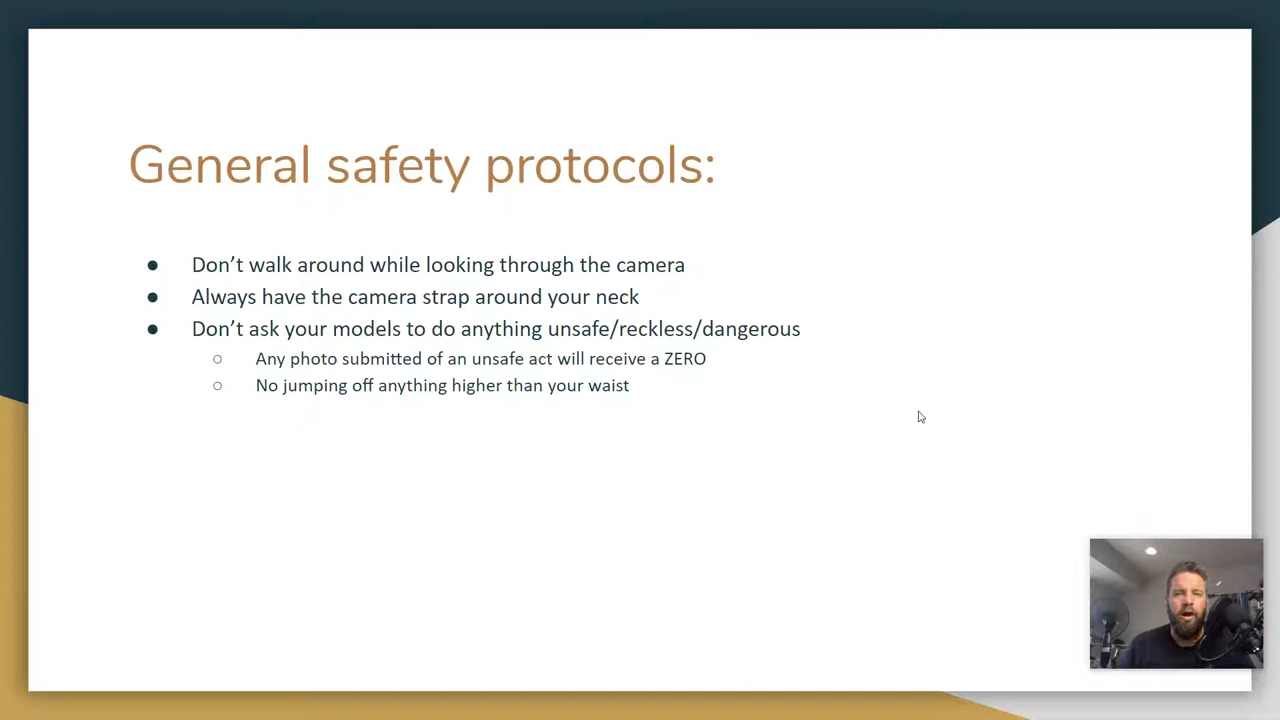 General safety protocols:
● Don’t walk around while looking through the camera
● Always have the camera strap around your neck
● Don’t ask your models to do anything unsafe/reckless/dangerous
○ Any photo submitted of an unsafe act will receive a ZERO
○ No jumping off anything higher than your waist